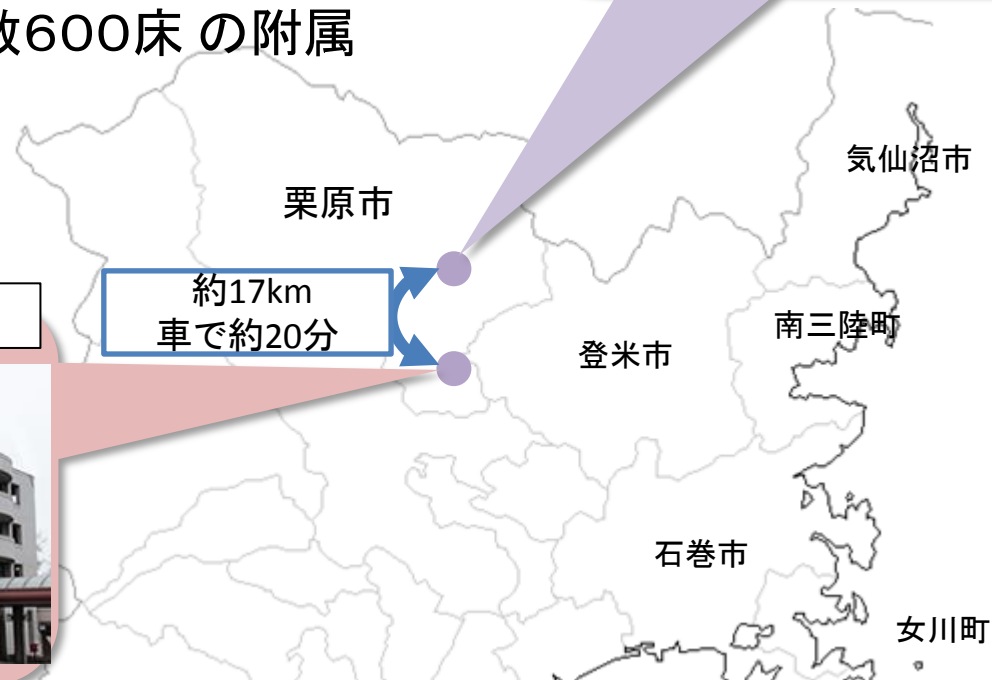 数600床 の附属
気仙沼市
栗原市
約17km
車で約20分
南三陸町
登米市
石巻市
女川町